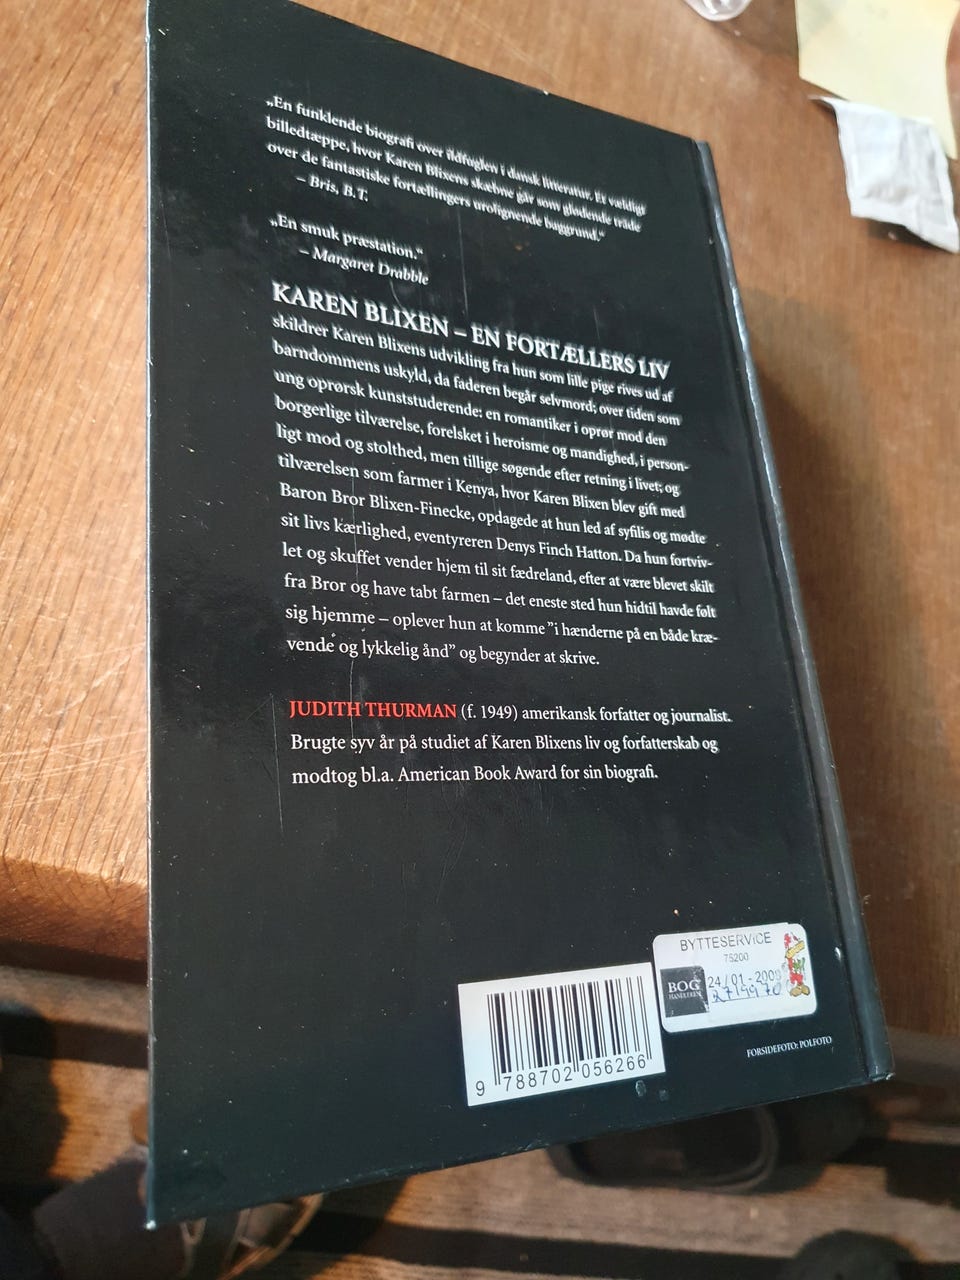 „En funklende biografi over ildfuglen i dansk litteratur. Et vældigt
billedtæppe, hvor Karen Blixens skæbne går som glødende tråde
over de fantastiske fortællingers urolignende baggrund.“
– Bris, B.T.
„En smuk præstation.“
– Margaret Drabble
KAREN BLIXEN – EN FORTÆLLERS LIV
skildrer Karen Blixens udvikling fra hun som lille pige rives ud af
barndommens uskyld, da faderen begår selvmord; over tiden som
ung oprørsk kunststuderende: en romantiker i oprør mod den
borgerlige tilværelse, forelsket i heroisme og mandighed, i person-
ligt mod og stolthed, men tillige søgende efter retning i livet; og
tilværelsen som farmer i Kenya, hvor Karen Blixen blev gift med
Baron Bror Blixen-Finecke, opdagede at hun led af syfilis og mødte
sit livs kærlighed, eventyreren Denys Finch Hatton. Da hun fortviv-
let og skuffet vender hjem til sit fædreland, efter at være blevet skilt
fra Bror og have tabt farmen – det eneste sted hun hidtil havde følt
sig hjemme – oplever hun at komme ”i hænderne på en både kræ-
vende og lykkelig ånd” og begynder at skrive.
JUDITH THURMAN (f. 1949) amerikansk forfatter og journalist.
Brugte syv år på studiet af Karen Blixens liv og forfatterskab og
modtog bl.a. American Book Award for sin biografi.
BYTTESERVICE
75200
BOG
HANDLEREN
24/01-2009
FORSIDEFOTO: POLFOTO
9 788702 056266